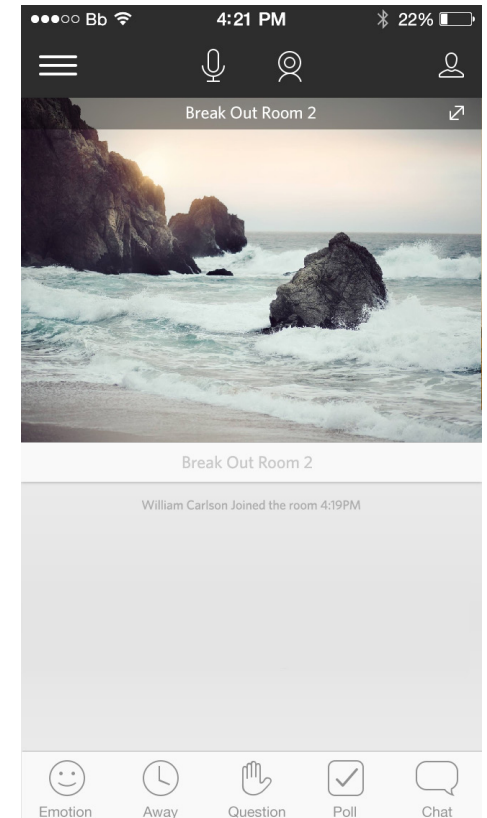 Bb 4:21 PM 22%
Break Out Room 2
Break Out Room 2
William Carlson Joined the room 4:19PM
Emotion Away Question Poll Chat